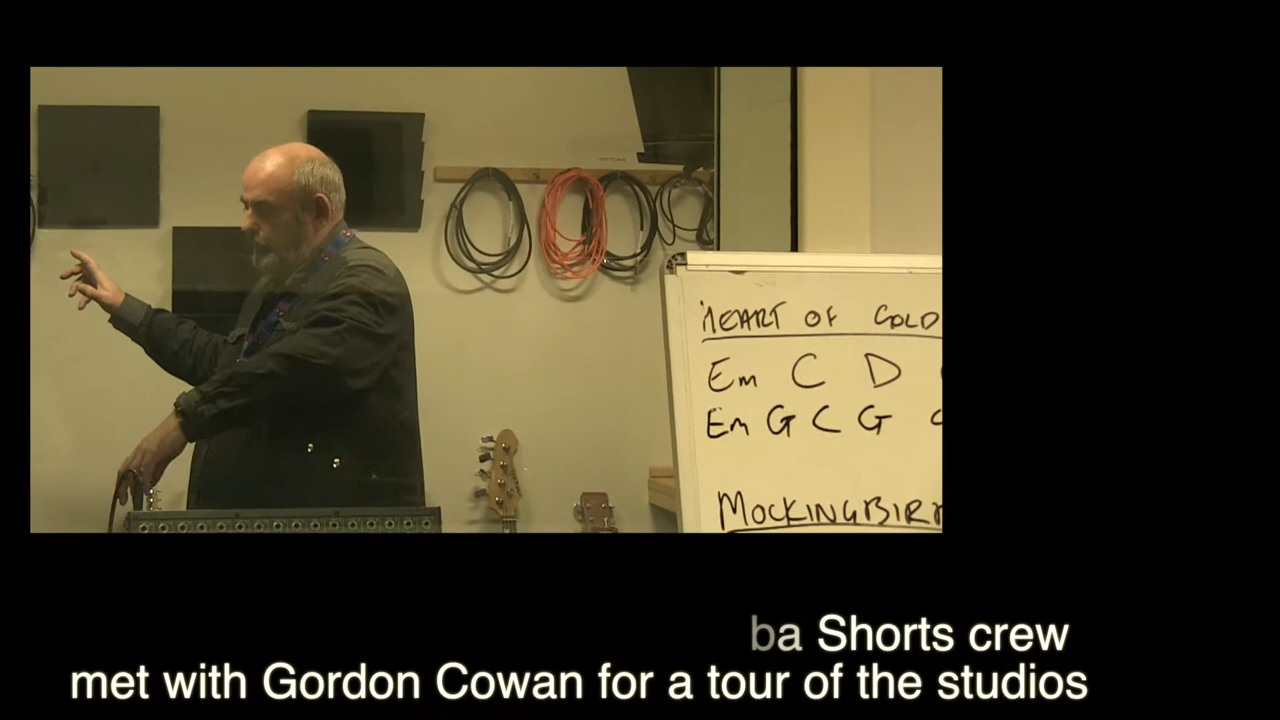 HEART OF GOLD
Em C D
Em G C G
MOCKINGBIR
ba Shorts crew
met with Gordon Cowan for a tour of the studios